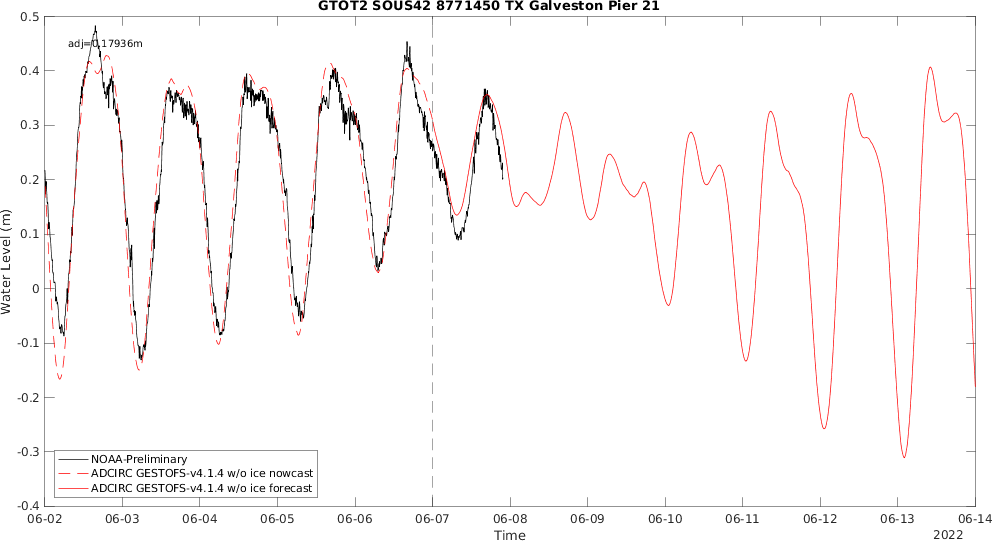 GTOT2 SOUS42 8771450 TX Galveston Pier 21
adj=0.17936m
0.5
0.4
0.3
0.2
0.1
0
-0.1
-0.2
-0.3
-0.4
Water Level (m)
NOAA-Preliminary
ADCIRC GESTOFS-v4.1.4 w/o ice nowcast
ADCIRC GESTOFS-v4.1.4 w/o ice forecast
06-02 06-03 06-04 06-05 06-06 06-07 06-08 06-09 06-10 06-11 06-12 06-13 06-14
Time
2022